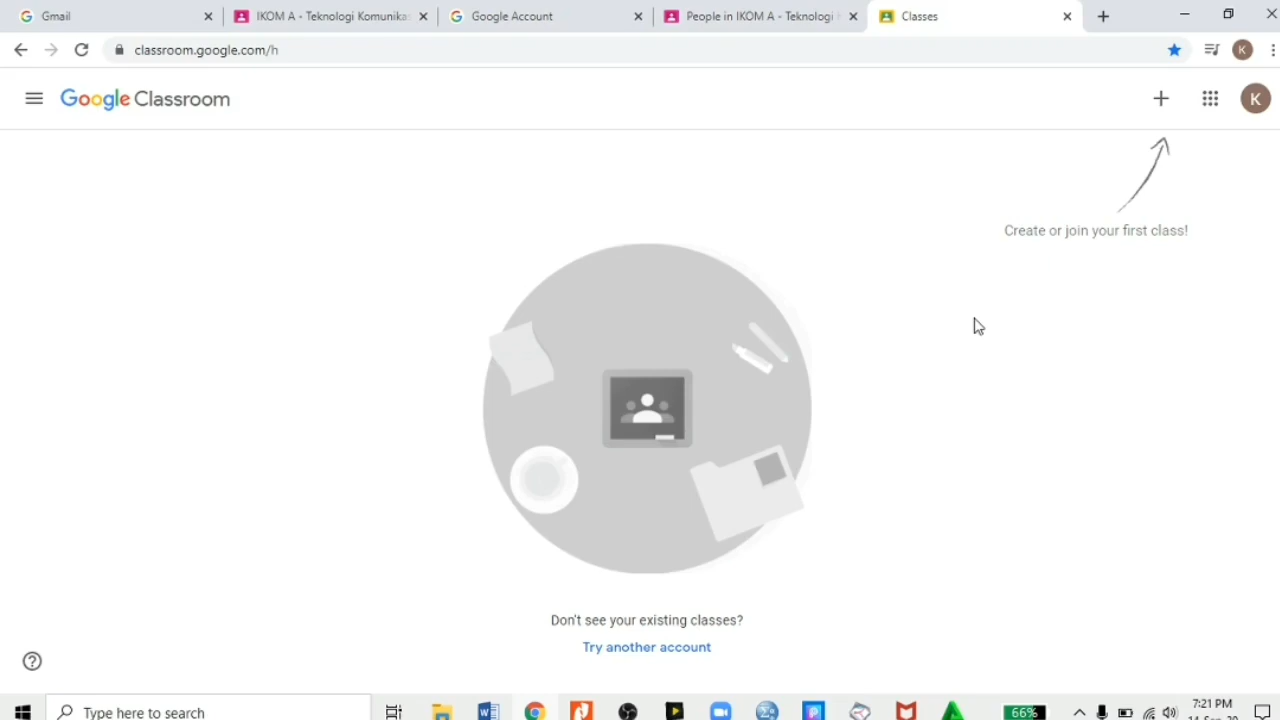 Gmail
IKOM A - Teknologi Komunika
Google Account
People in IKOM A - Teknologi
Classes
classroom.google.com/h
K
Google Classroom
K
Create or join your first class!
Don't see your existing classes?
Try another account
Type here to search
66%
7:21 PM